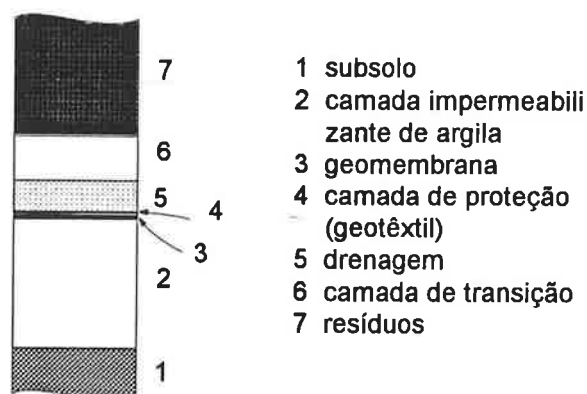 7
6
5
4
3
2
1
1 subsolo
2 camada impermeabili
zante de argila
3 geomembrana
4 camada de proteção
(geotêxtil)
5 drenagem
6 camada de transição
7 resíduos